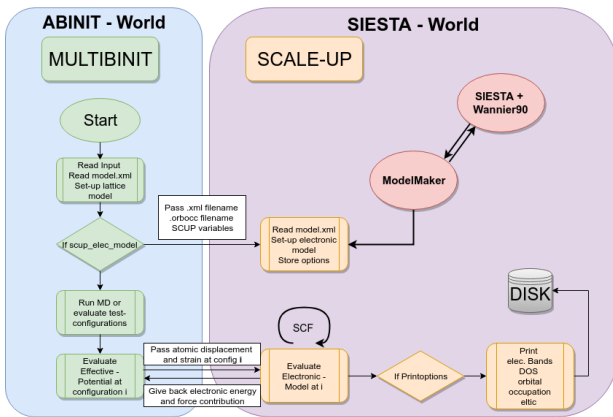 ABINIT - World
SIESTA - World
MULTIBINIT
SCALE-UP
SIESTA +
Wannier90
Start
ModelMaker
Read Input
Read model.xml
Set-up lattice
model
Pass .xml filename
.orbocc filename
SCUP variables
If scup_elec_model
Read model.xml
Set-up electronic
model
Store options
Run MD or
evaluate test-
configurations
SCF
DISK
Pass atomic displacement
and strain at config i
Evaluate
Effective -
Potential at
configuration i
Give back electronic energy
and force contribution
Evaluate
Electronic -
Model at i
If Printoptions
Print
elec. Bands
DOS
orbital
occupation
eltic